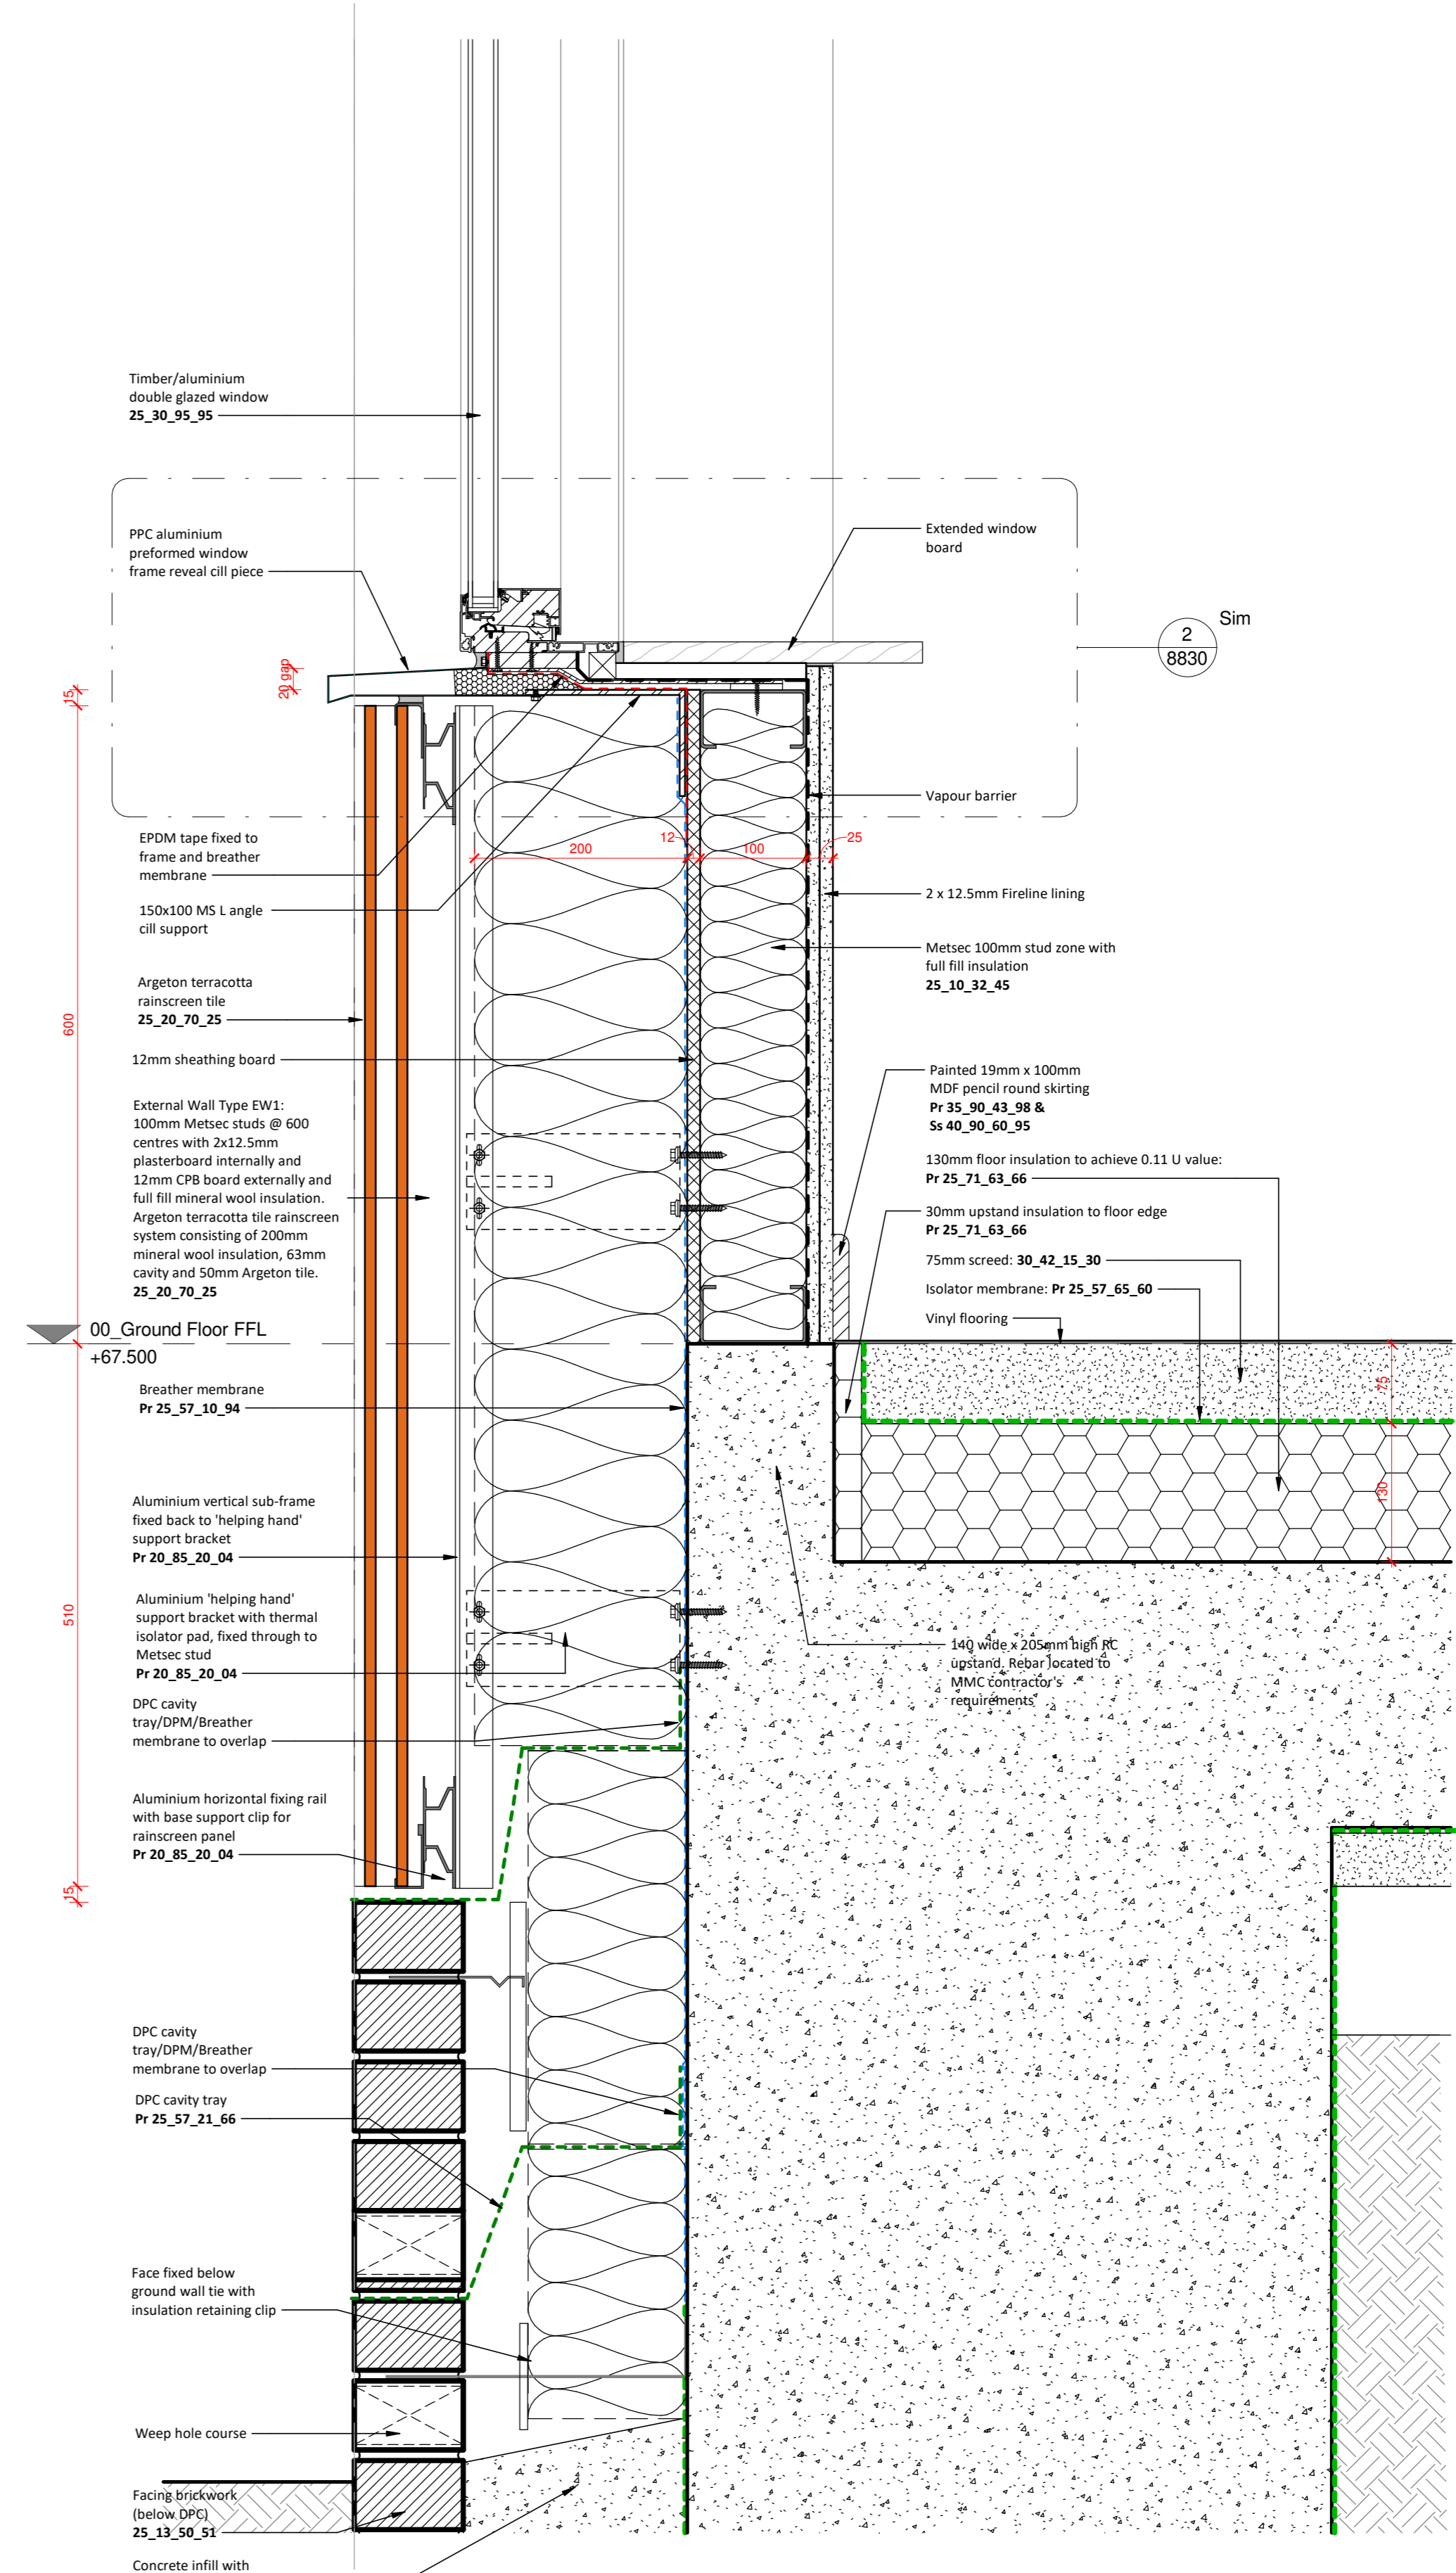 Timber/aluminium
double glazed window
25_30_95_95
PPC aluminium
preformed window
frame reveal cill piece
Extended window
board
2
8830
Sim
20 gap
15
EPDM tape fixed to
frame and breather
membrane
150x100 MS L angle
cill support
Vapour barrier
200
12
100
25
2 x 12.5mm Fireline lining
Metsec 100mm stud zone with
full fill insulation
25_10_32_45
Argeton terracotta
rainscreen tile
25_20_70_25
600
12mm sheathing board
Painted 19mm x 100mm
MDF pencil round skirting
Pr 35_90_43_98 &
Ss 40_90_60_95
External Wall Type EW1:
100mm Metsec studs @ 600
centres with 2x12.5mm
plasterboard internally and
12mm CPB board externally and
full fill mineral wool insulation.
Argeton terracotta tile rainscreen
system consisting of 200mm
mineral wool insulation, 63mm
cavity and 50mm Argeton tile.
25_20_70_25
130mm floor insulation to achieve 0.11 U value:
Pr 25_71_63_66
30mm upstand insulation to floor edge
Pr 25_71_63_66
75mm screed: 30_42_15_30
Isolator membrane: Pr 25_57_65_60
Vinyl flooring
00_Ground Floor FFL
+67.500
Breather membrane
Pr 25_57_10_94
75
130
Aluminium vertical sub-frame
fixed back to 'helping hand'
support bracket
Pr 20_85_20_04
510
Aluminium 'helping hand'
support bracket with thermal
isolator pad, fixed through to
Metsec stud
Pr 20_85_20_04
140 wide x 205mm high RC
upstand. Rebar located to
MMC contractor's
requirements
DPC cavity
tray/DPM/Breather
membrane to overlap
Aluminium horizontal fixing rail
with base support clip for
rainscreen panel
Pr 20_85_20_04
15
DPC cavity
tray/DPM/Breather
membrane to overlap
DPC cavity tray
Pr 25_57_21_66
Face fixed below
ground wall tie with
insulation retaining clip
Weep hole course
Facing brickwork
(below DPC)
25_13_50_51
Concrete infill with